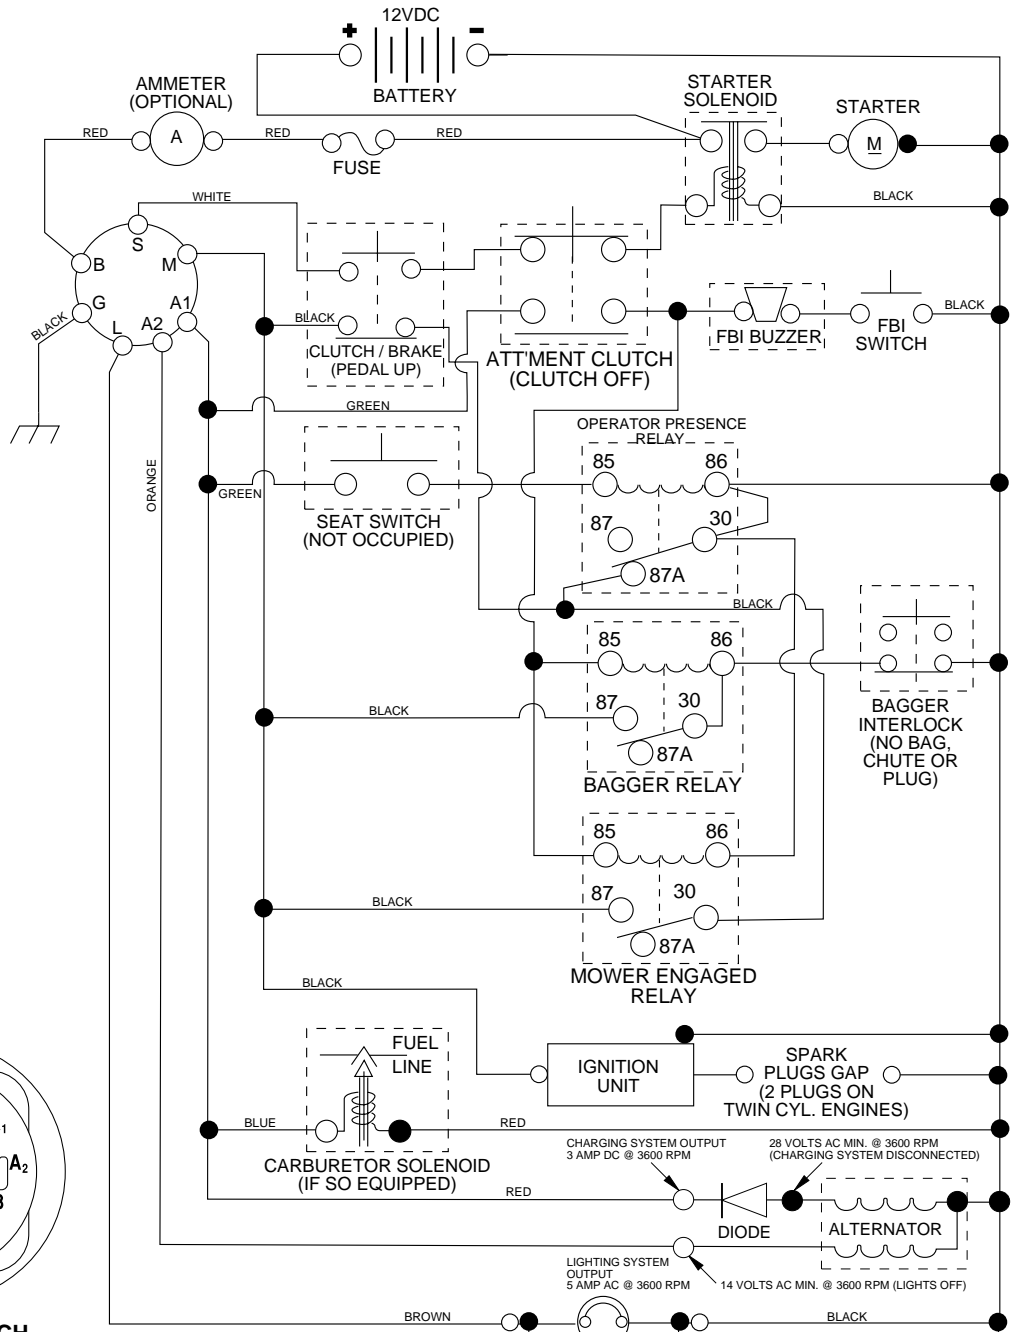 12VDC
+
-
BATTERY
AMMETER
(OPTIONAL)
STARTER
SOLENOID
STARTER
RED
A
RED
FUSE
RED
M
WHITE
BLACK
S
B
M
G
A1
L
A2
BLACK
BLACK
CLUTCH / BRAKE
(PEDAL UP)
ATT'MENT CLUTCH
(CLUTCH OFF)
FBI BUZZER
FBI
SWITCH
BLACK
GREEN
OPERATOR PRESENCE
RELAY
ORANGE
GREEN
SEAT SWITCH
(NOT OCCUPIED)
85
86
87
30
87A
BLACK
85
86
BLACK
87
30
87A
BAGGER RELAY
BAGGER
INTERLOCK
(NO BAG,
CHUTE OR
PLUG)
85
86
BLACK
87
30
87A
MOWER ENGAGED
RELAY
BLACK
FUEL
LINE
IGNITION
UNIT
SPARK
PLUGS GAP
(2 PLUGS ON
TWIN CYL. ENGINES)
BLUE
RED
CARBURETOR SOLENOID
(IF SO EQUIPPED)
CHARGING SYSTEM OUTPUT
3 AMP DC @ 3600 RPM
28 VOLTS AC MIN. @ 3600 RPM
(CHARGING SYSTEM DISCONNECTED)
RED
DIODE
ALTERNATOR
LIGHTING SYSTEM
OUTPUT
5 AMP AC @ 3600 RPM
14 VOLTS AC MIN. @ 3600 RPM (LIGHTS OFF)
BROWN
BLACK
A2